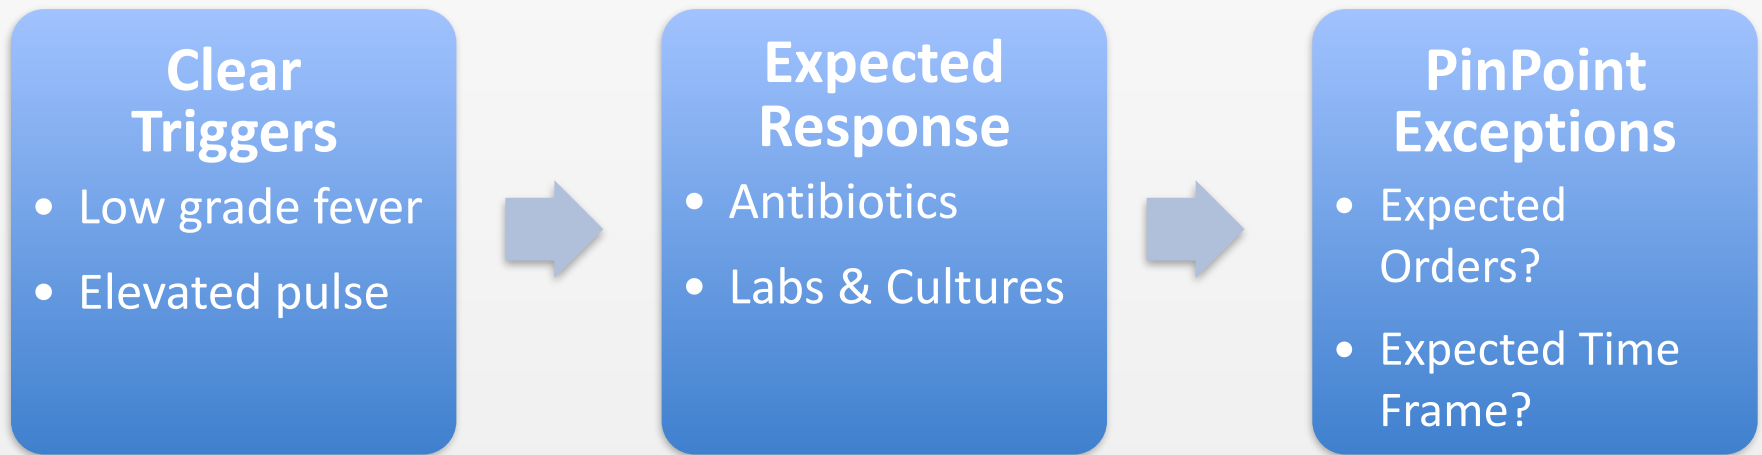 Clear
Triggers
• Low grade fever
• Elevated pulse
Expected
Response
• Antibiotics
• Labs & Cultures
PinPoint
Exceptions
• Expected
Orders?
• Expected Time
Frame?